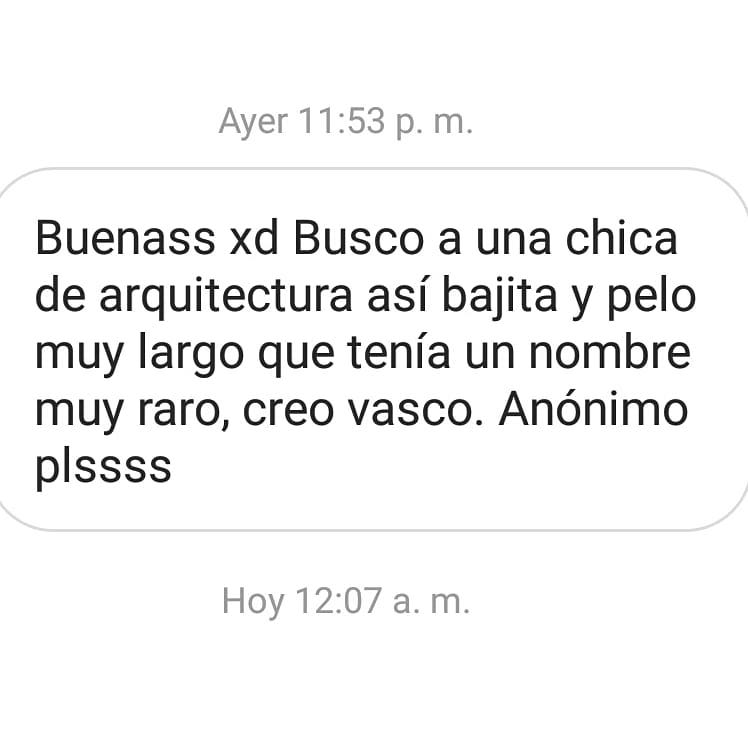 Ayer 11:53 p. m.
Buenass xd Busco a una chica
de arquitectura así bajita y pelo
muy largo que tenía un nombre
muy raro, creo vasco. Anónimo
plssss
Hoy 12:07 a. m.